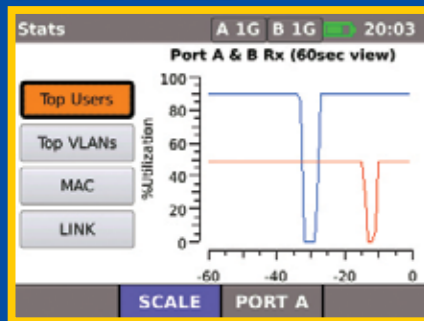 Stats A 1G B 1G 20:03
Port A & B Rx (60sec view)
Top Users
Top VLANs
MAC
LINK
%Utilization
100
80
60
40
20
0
-60 -40 -20 0
SCALE PORT A